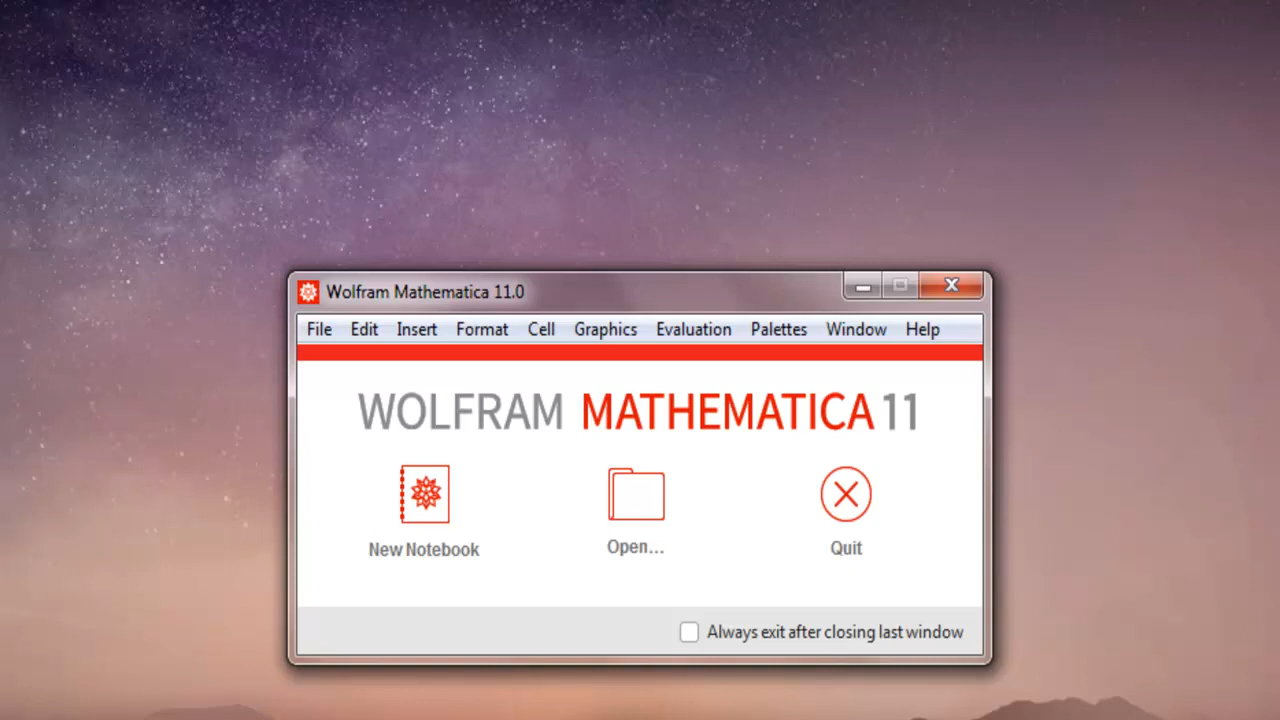 Wolfram Mathematica 11.0
File Edit Insert Format Cell Graphics Evaluation Palettes Window Help
WOLFRAM MATHEMATICA 11
New Notebook Open... Quit
Always exit after closing last window